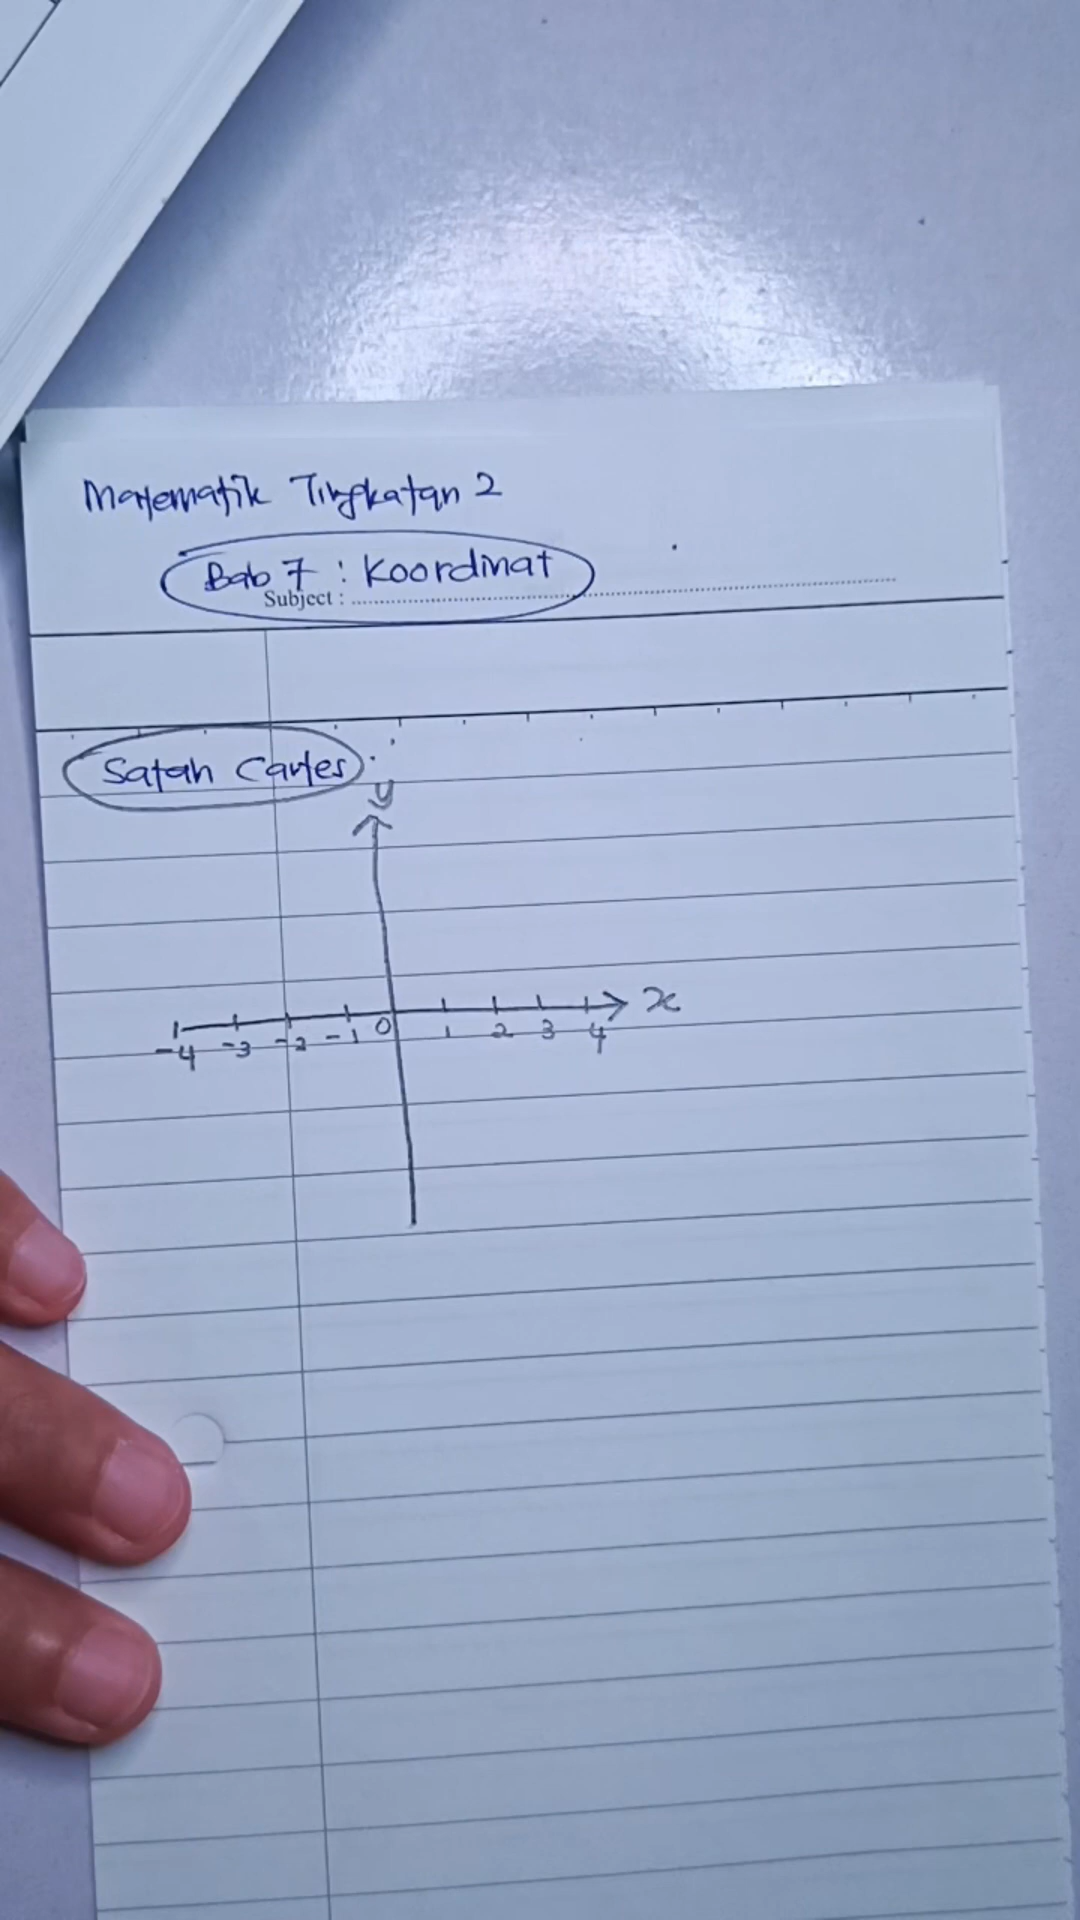 Matematik Tingkatan 2
Bab 7 : Koordinat
Subject :
Satah Cartes
y
x
-4 -3 -2 -1 0 1 2 3 4